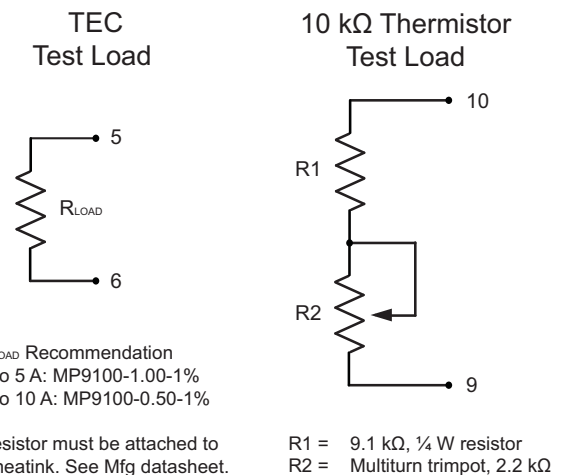 TEC
Test Load
5
RLOAD
6
OAD Recommendation
o 5 A: MP9100-1.00-1%
o 10 A: MP9100-0.50-1%
esistor must be attached to
heatink. See Mfg datasheet.
10 kΩ Thermistor
Test Load
10
R1
R2
9
R1 = 9.1 kΩ, ¼ W resistor
R2 = Multiturn trimpot, 2.2 kΩ